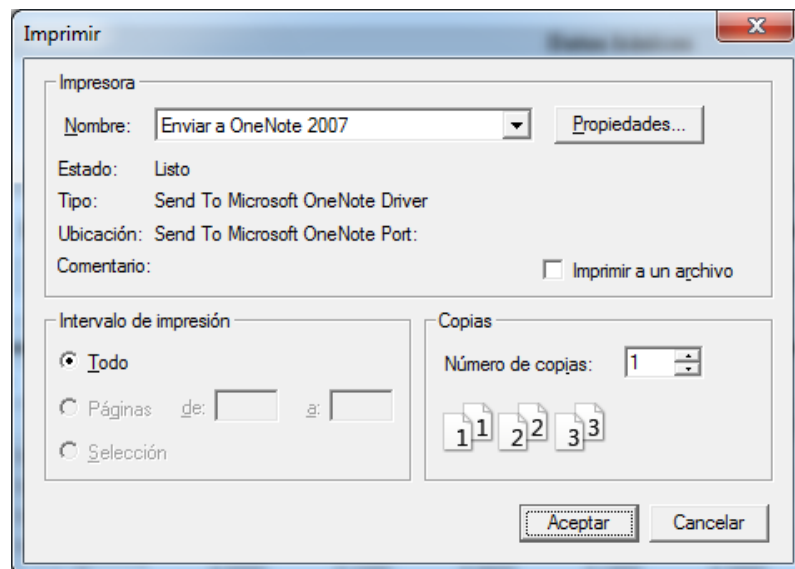 Imprimir
Impresora
Nombre: Enviar a OneNote 2007 Propiedades...
Estado: Listo
Tipo: Send To Microsoft OneNote Driver
Ubicación: Send To Microsoft OneNote Port:
Comentario: Imprimir a un archivo
Intervalo de impresión
Todo
Páginas de: a:
Selección
Copias
Número de copias: 1
1 1 2 2 3 3
Aceptar Cancelar